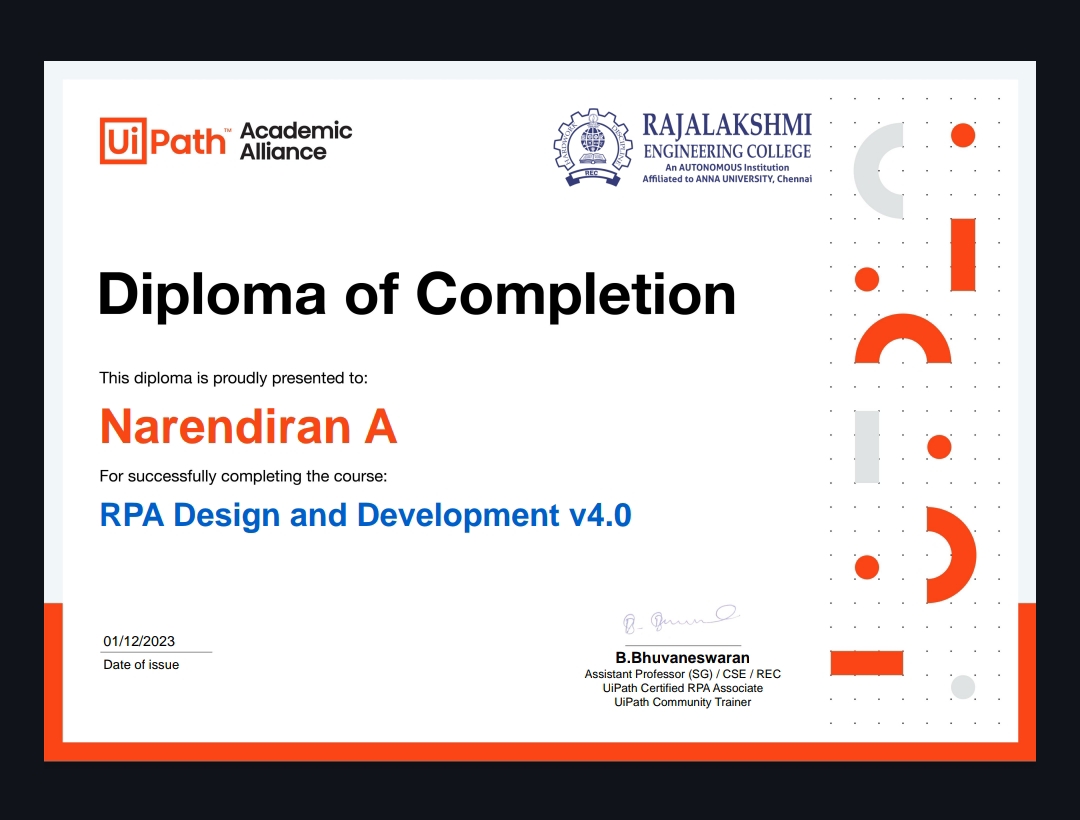 UiPath™ Academic
Alliance
HARDWORK
DISCIPLINE
REC
RAJALAKSHMI
ENGINEERING COLLEGE
An AUTONOMOUS Institution
Affiliated to ANNA UNIVERSITY, Chennai
Diploma of Completion
This diploma is proudly presented to:
Narendiran A
For successfully completing the course:
RPA Design and Development v4.0
01/12/2023
Date of issue
B.Bhuvaneswaran
Assistant Professor (SG) / CSE / REC
UiPath Certified RPA Associate
UiPath Community Trainer